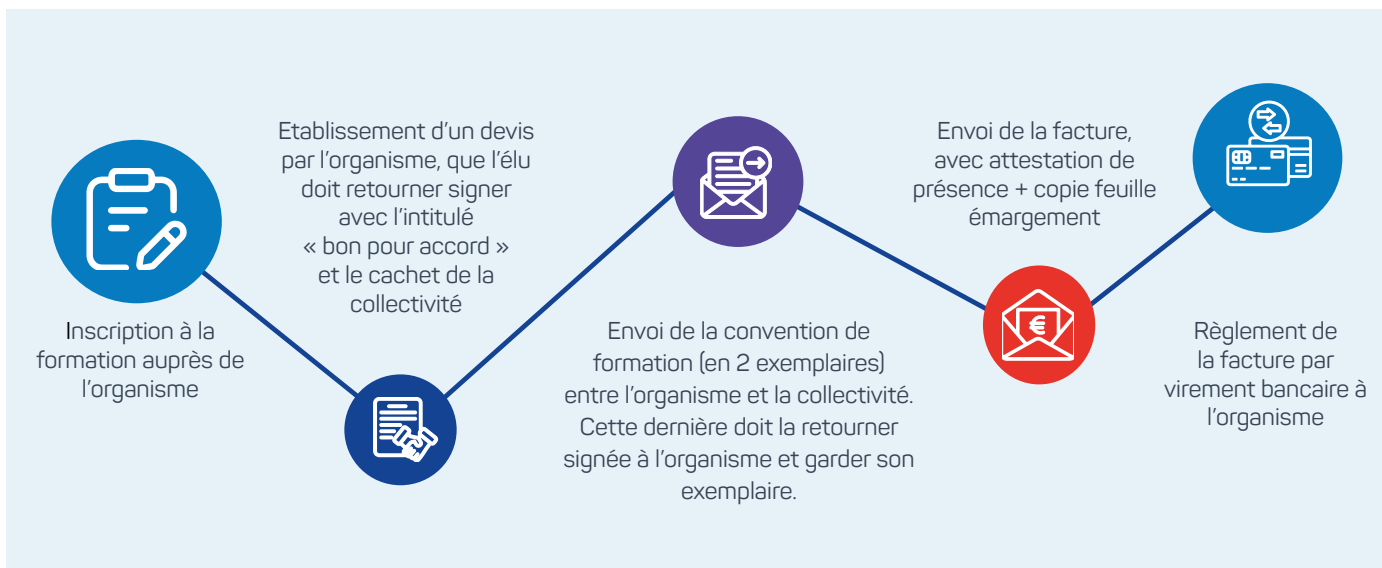 Inscription à la
formation auprès de
l'organisme
Etablissement d'un devis
par l'organisme, que l'élu
doit retourner signer
avec l'intitulé
« bon pour accord »
et le cachet de la
collectivité
Envoi de la convention de
formation (en 2 exemplaires)
entre l'organisme et la collectivité.
Cette dernière doit la retourner
signée à l'organisme et garder son
exemplaire.
Envoi de la facture,
avec attestation de
présence + copie feuille
émargement
€
Règlement de
la facture par
virement bancaire à
l'organisme